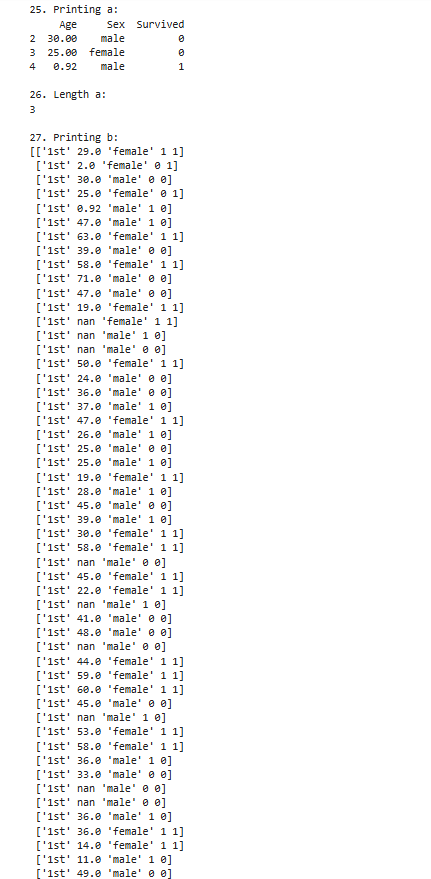 25. Printing a:
Age Sex Survived
2 30.00 male 0
3 25.00 female 0
4 0.92 male 1
26. Length a:
3
27. Printing b:
[['1st' 29.0 'female' 1 1]
['1st' 2.0 'female' 0 1]
['1st' 30.0 'male' 0 0]
['1st' 25.0 'female' 0 1]
['1st' 0.92 'male' 1 0]
['1st' 47.0 'male' 1 0]
['1st' 63.0 'female' 1 1]
['1st' 39.0 'male' 0 0]
['1st' 58.0 'female' 1 1]
['1st' 71.0 'male' 0 0]
['1st' 47.0 'male' 0 0]
['1st' 19.0 'female' 1 1]
['1st' nan 'female' 1 1]
['1st' nan 'male' 1 0]
['1st' nan 'male' 0 0]
['1st' 50.0 'female' 1 1]
['1st' 24.0 'male' 0 0]
['1st' 36.0 'male' 0 0]
['1st' 37.0 'male' 1 0]
['1st' 47.0 'female' 1 1]
['1st' 26.0 'male' 1 0]
['1st' 25.0 'male' 0 0]
['1st' 25.0 'male' 1 0]
['1st' 19.0 'female' 1 1]
['1st' 28.0 'male' 1 0]
['1st' 45.0 'male' 0 0]
['1st' 39.0 'male' 1 0]
['1st' 30.0 'female' 1 1]
['1st' 58.0 'female' 1 1]
['1st' nan 'male' 0 0]
['1st' 45.0 'female' 1 1]
['1st' 22.0 'female' 1 1]
['1st' nan 'male' 1 0]
['1st' 41.0 'male' 0 0]
['1st' 48.0 'male' 0 0]
['1st' nan 'male' 0 0]
['1st' 44.0 'female' 1 1]
['1st' 59.0 'female' 1 1]
['1st' 60.0 'female' 1 1]
['1st' 45.0 'male' 0 0]
['1st' nan 'male' 1 0]
['1st' 53.0 'female' 1 1]
['1st' 58.0 'female' 1 1]
['1st' 36.0 'male' 1 0]
['1st' 33.0 'male' 0 0]
['1st' nan 'male' 0 0]
['1st' nan 'male' 0 0]
['1st' 36.0 'male' 1 0]
['1st' 36.0 'female' 1 1]
['1st' 14.0 'female' 1 1]
['1st' 11.0 'male' 1 0]
['1st' 49.0 'male' 0 0]